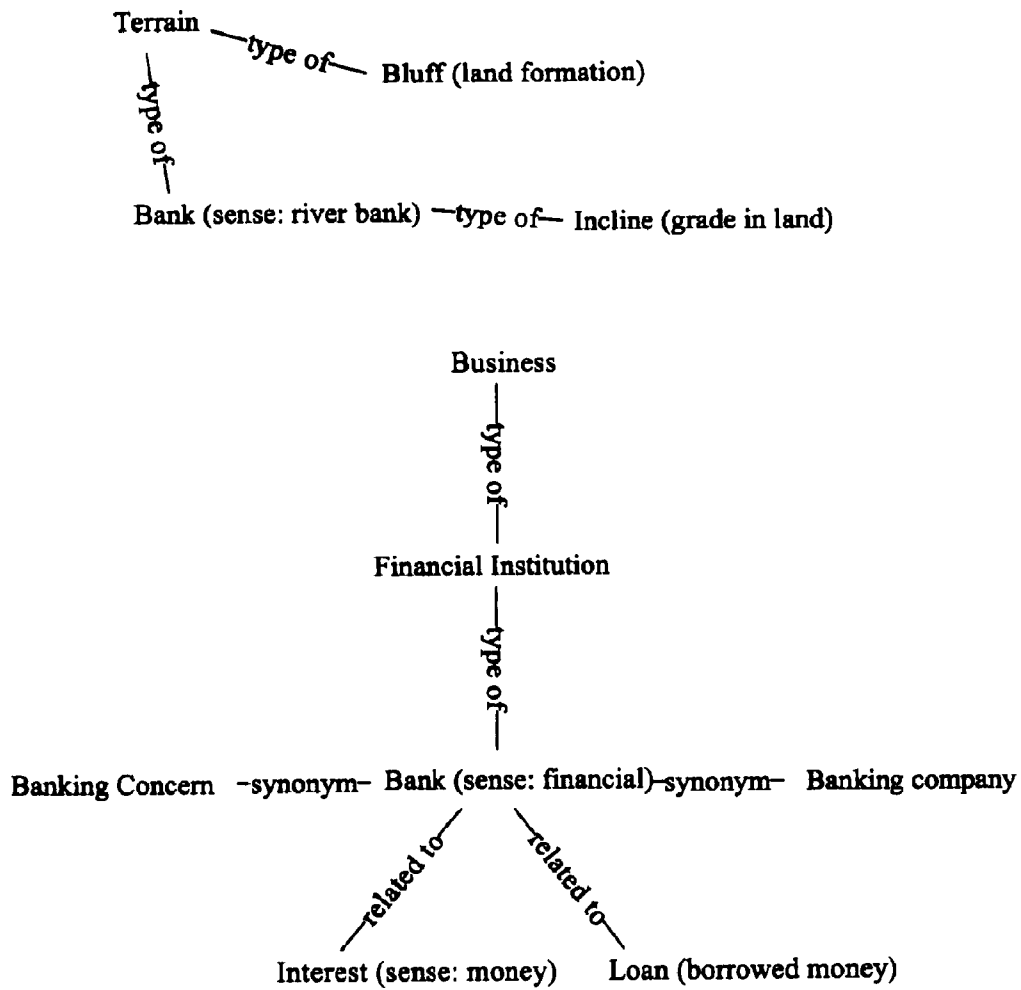 Terrain
type of
Bluff (land formation)
type of
Bank (sense: river bank) type of Incline (grade in land)
Business
type of
Financial Institution
type of
Banking Concern synonym Bank (sense: financial) synonym Banking company
related to
related to
Interest (sense: money)
Loan (borrowed money)